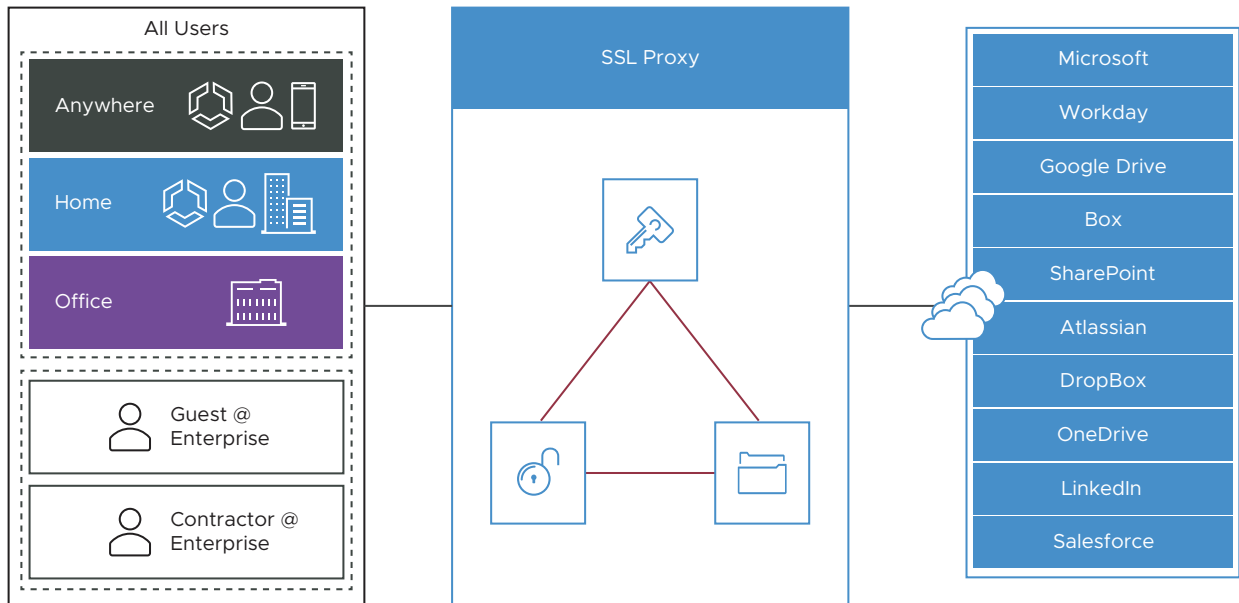 All Users
Anywhere
Home
Office
Guest @
Enterprise
Contractor @
Enterprise
SSL Proxy
Microsoft
Workday
Google Drive
Box
SharePoint
Atlassian
DropBox
OneDrive
LinkedIn
Salesforce